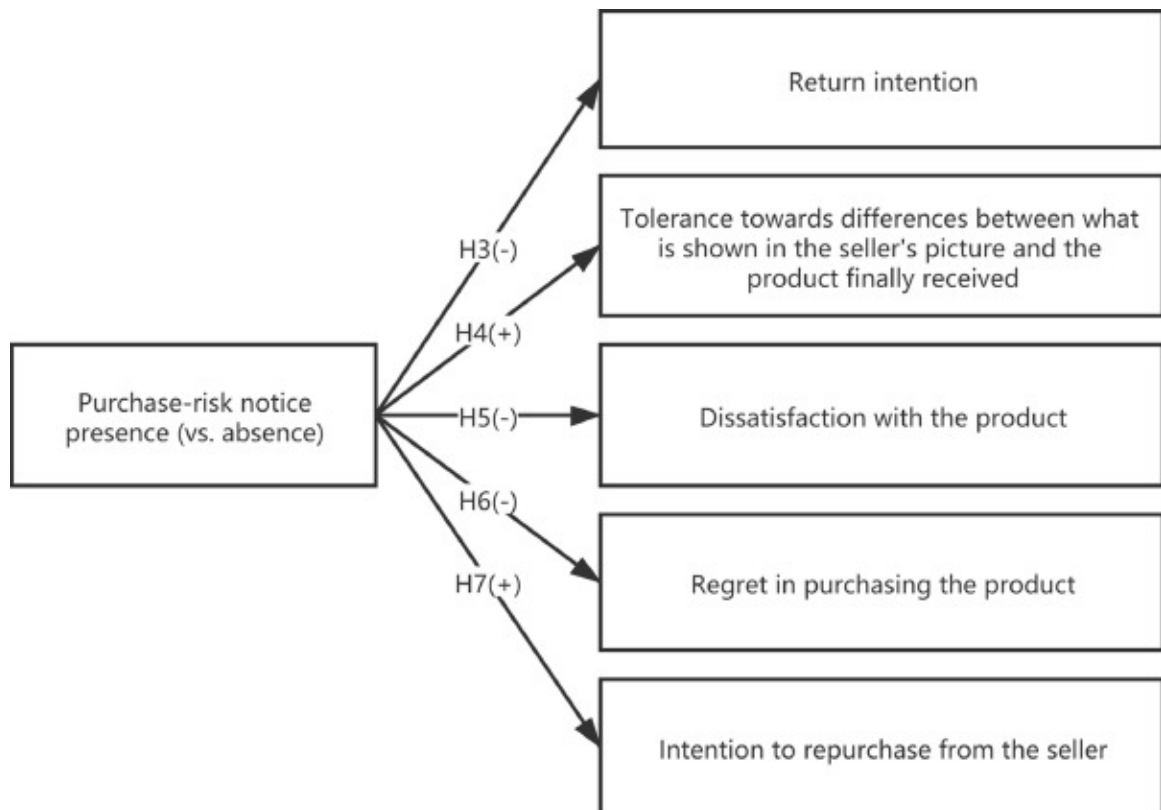 Return intention
Tolerance towards differences between what
is shown in the seller's picture and the
product finally received
H3(-)
H4(+)
Purchase-risk notice
presence (vs. absence)
H5(-)
Dissatisfaction with the product
H6(-)
Regret in purchasing the product
H7(+)
Intention to repurchase from the seller